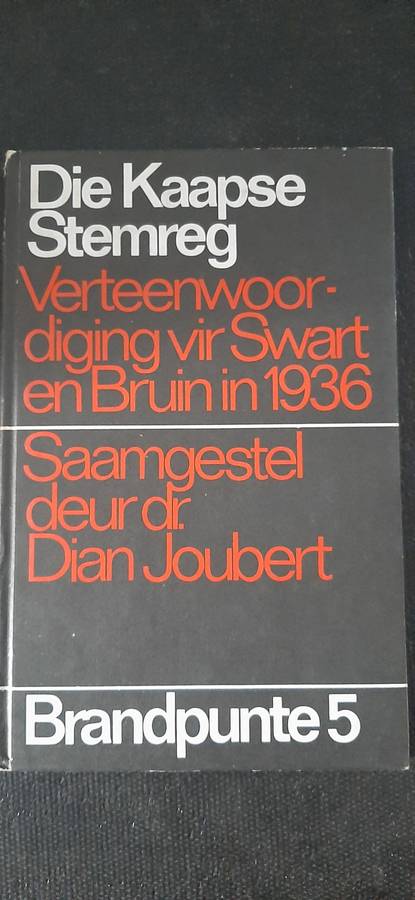 Die Kaapse
Stemreg
Verteenwoor-
diging vir Swart
en Bruin in 1936
Saamgestel
deur dr.
Dian Joubert
Brandpunte 5